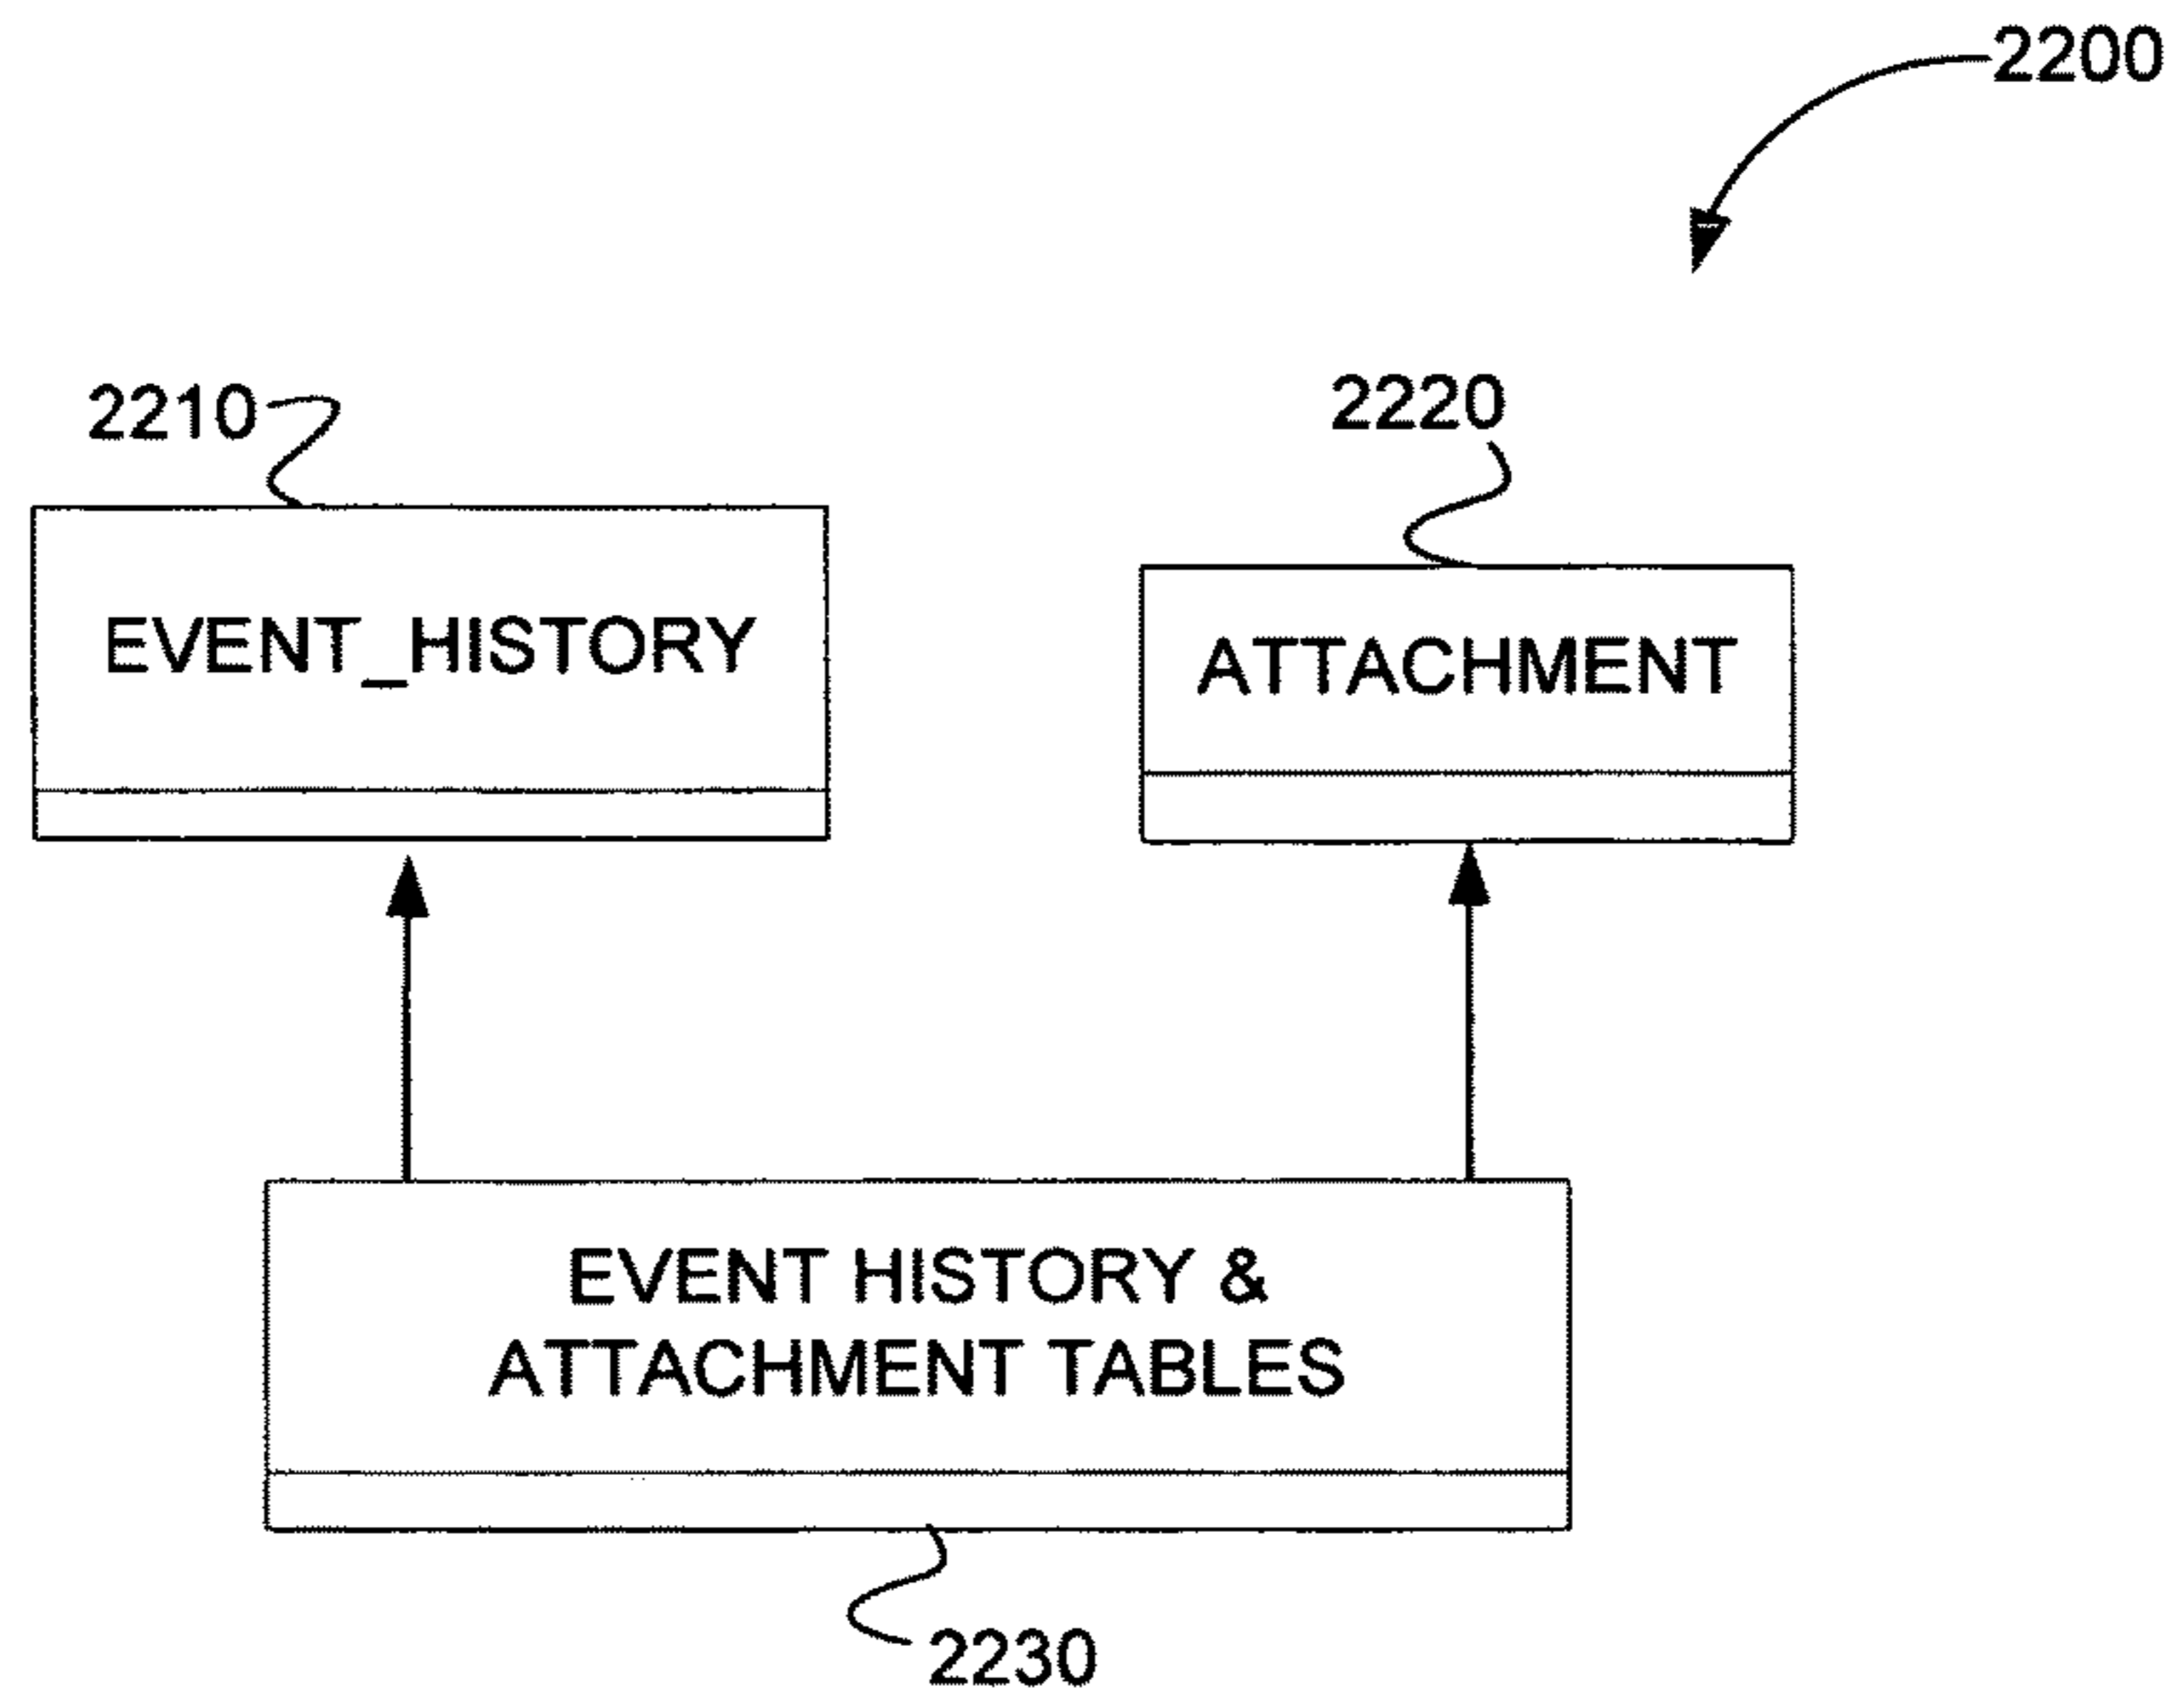 2200
2210
2220
EVENT_HISTORY
ATTACHMENT
EVENT HISTORY &
ATTACHMENT TABLES
2230